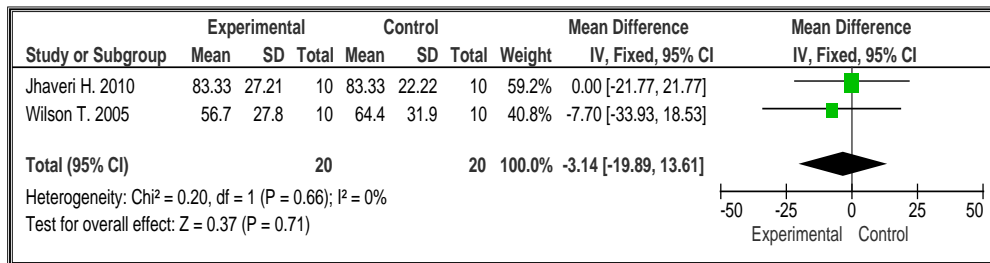 Experimental Control Mean Difference Mean Difference
Study or Subgroup Mean SD Total Mean SD Total Weight IV, Fixed, 95% CI IV, Fixed, 95% CI
Jhaveri H. 2010 83.33 27.21 10 83.33 22.22 10 59.2% 0.00 [-21.77, 21.77]
Wilson T. 2005 56.7 27.8 10 64.4 31.9 10 40.8% -7.70 [-33.93, 18.53]
Total (95% CI) 20 20 100.0% -3.14 [-19.89, 13.61]
Heterogeneity: Chi² = 0.20, df = 1 (P = 0.66); I² = 0%
Test for overall effect: Z = 0.37 (P = 0.71)
-50 -25 0 25 50
Experimental Control